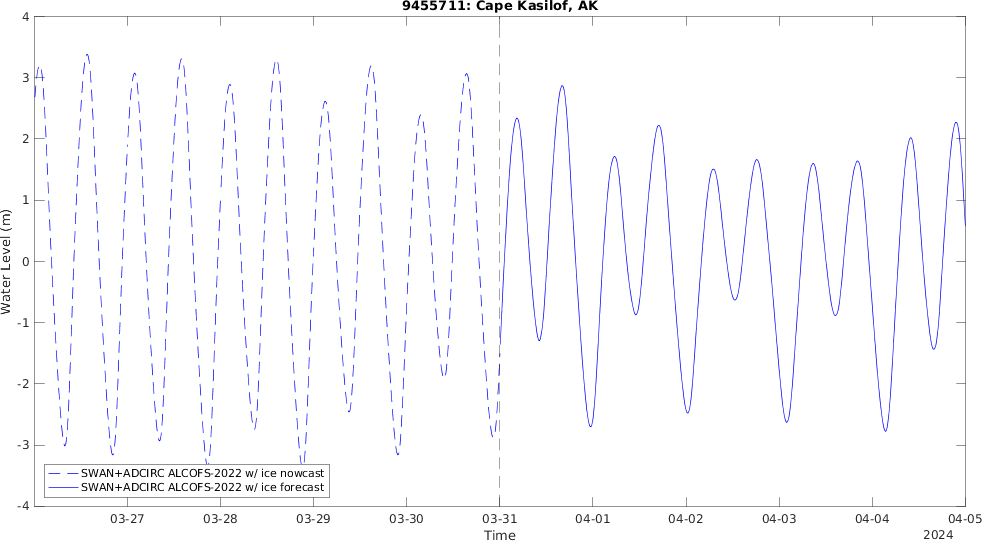 9455711: Cape Kasilof, AK
Water Level (m)
4
3
2
1
0
-1
-2
-3
-4
SWAN+ADCIRC ALCOFS-2022 w/ ice nowcast
SWAN+ADCIRC ALCOFS-2022 w/ ice forecast
03-27 03-28 03-29 03-30 03-31 04-01 04-02 04-03 04-04 04-05
Time
2024